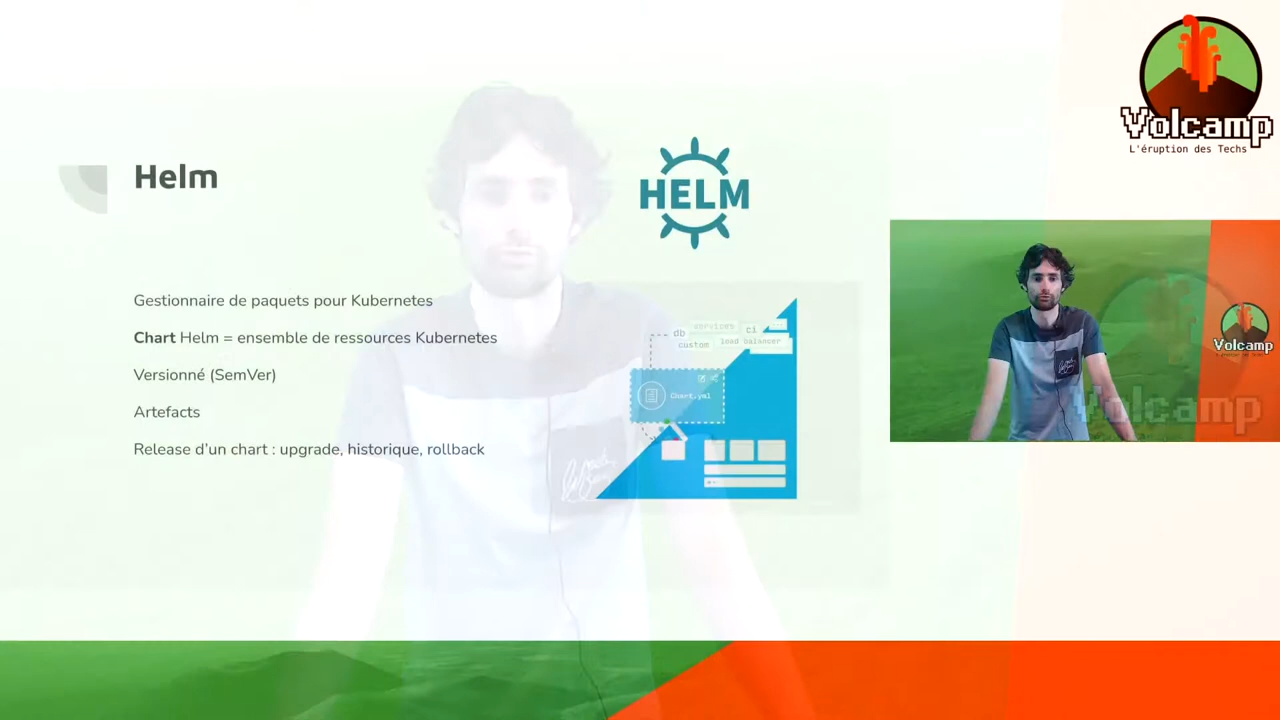 Volcamp
L'éruption des Techs
Helm
HELM
Gestionnaire de paquets pour Kubernetes
Chart Helm = ensemble de ressources Kubernetes
Versionné (SemVer)
Artefacts
Release d'un chart : upgrade, historique, rollback
db services ci
custom load balancer
Chart.yml
Volcamp
Volcamp